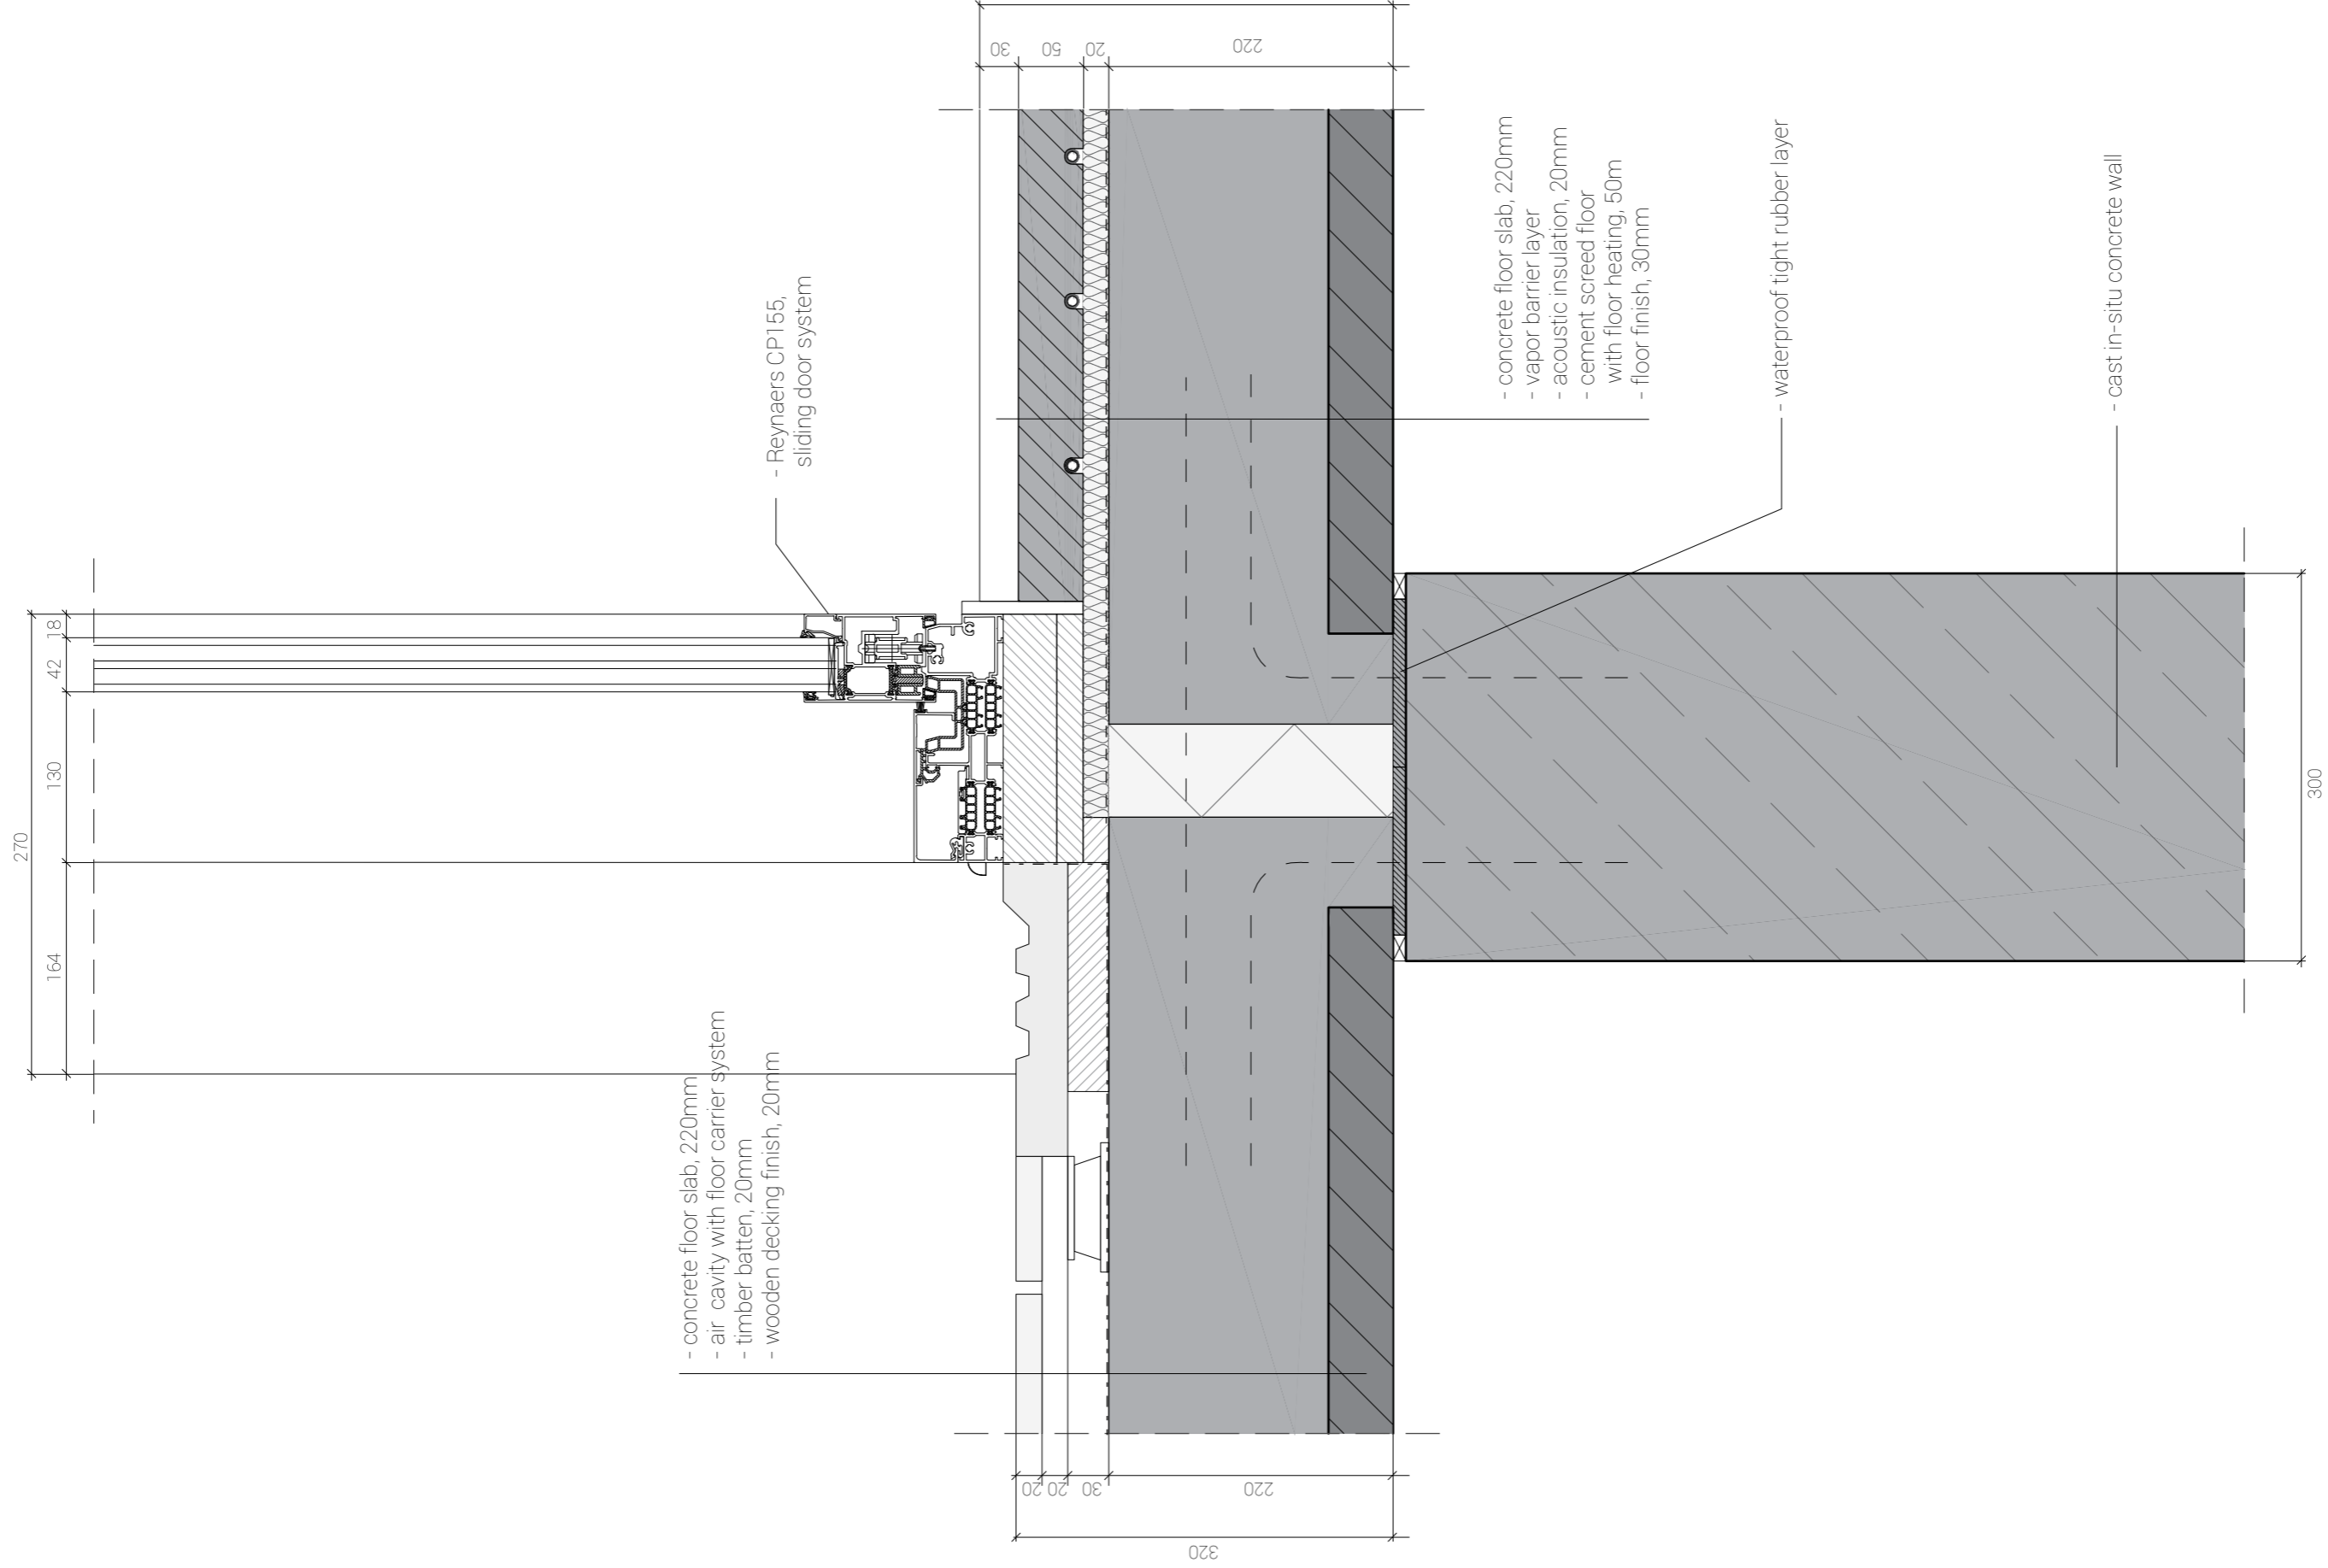 - Reynaers CP155,
sliding door system
- concrete floor slab, 220mm
- vapor barrier layer
- acoustic insulation, 20mm
- cement screed floor
with floor heating, 50m
- floor finish, 30mm
- waterproof tight rubber layer
- cast in-situ concrete wall
- concrete floor slab, 220mm
- air cavity with floor carrier system
- timber batten, 20mm
- wooden decking finish, 20mm
270
18
42
130
164
30
50
20
220
300
20
20
30
220
320